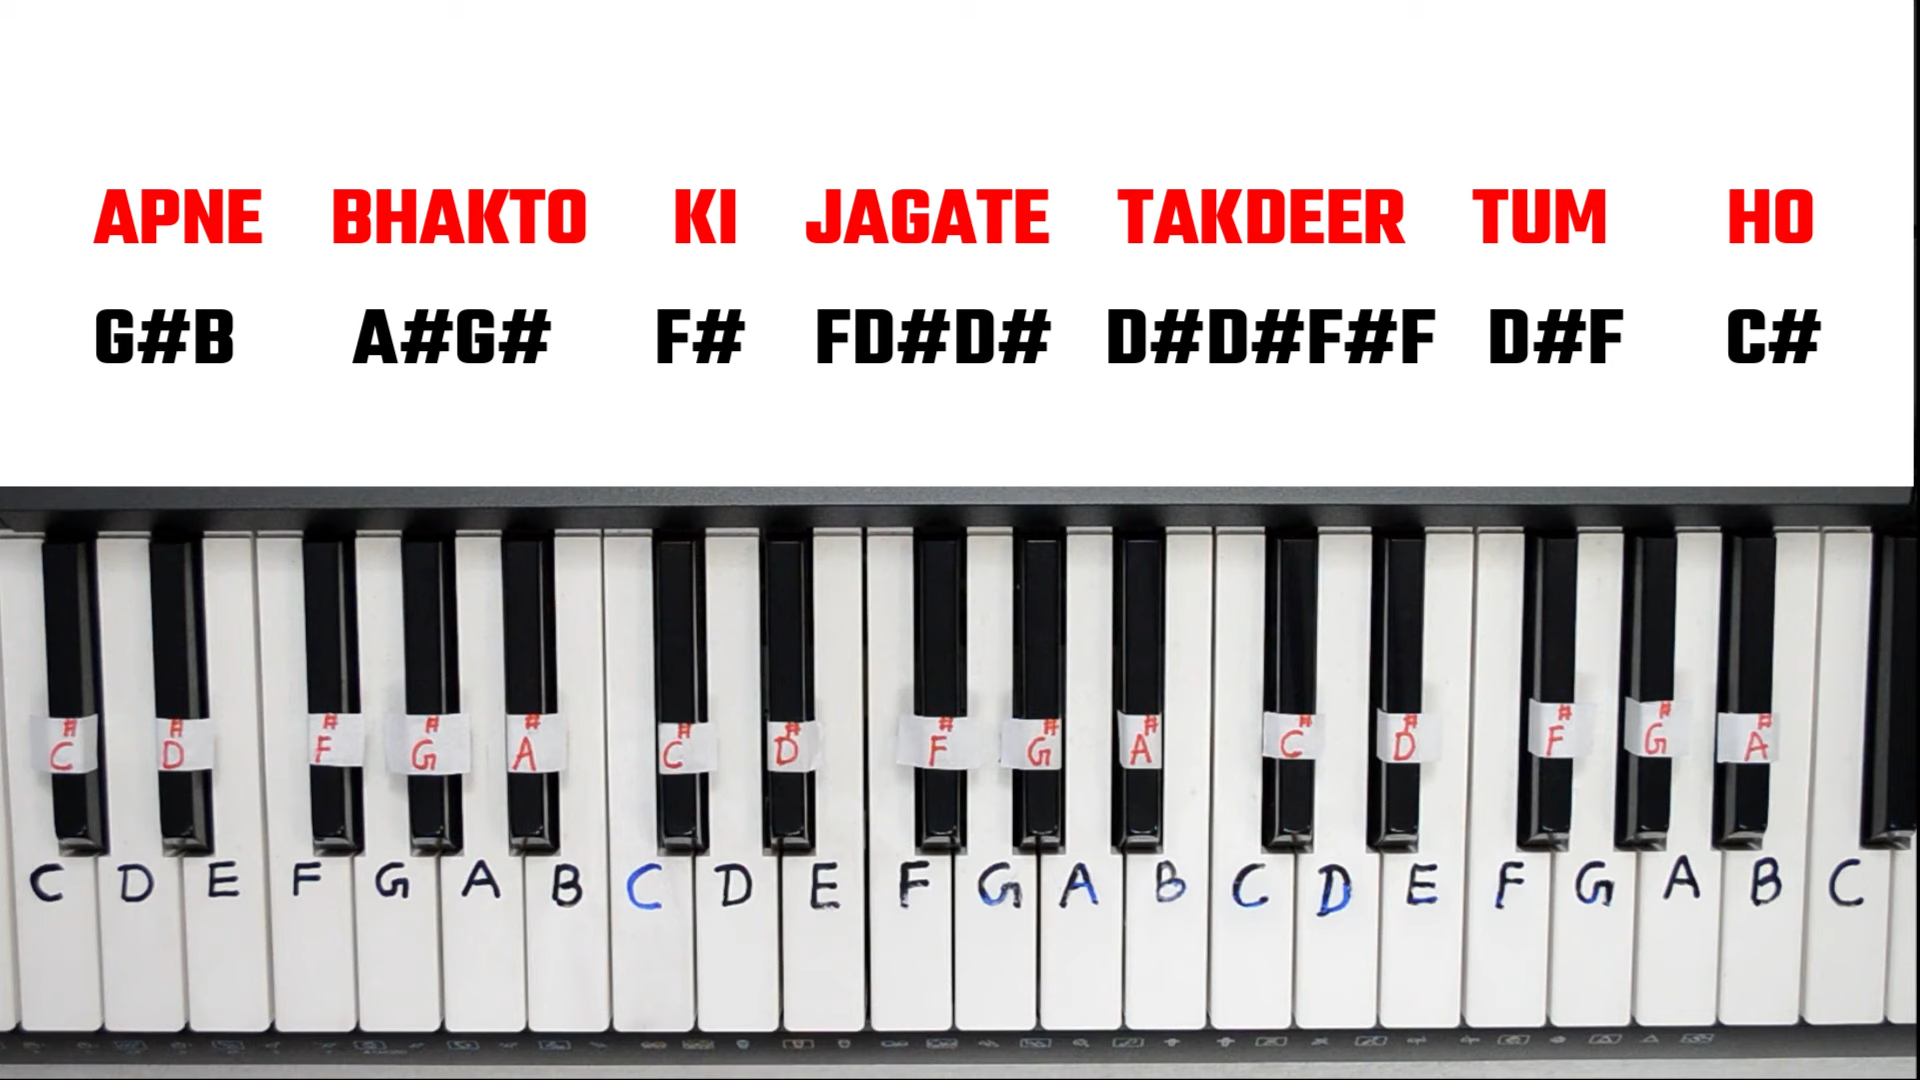 APNE BHAKTO KI JAGATE TAKDEER TUM HO
G#B A#G# F# FD#D# D#D#F#F D#F C#
C# D# F# G# A# C# D# F# G# A# C# D# F# G# A#
C D E F G A B C D E F G A B C D E F G A B C